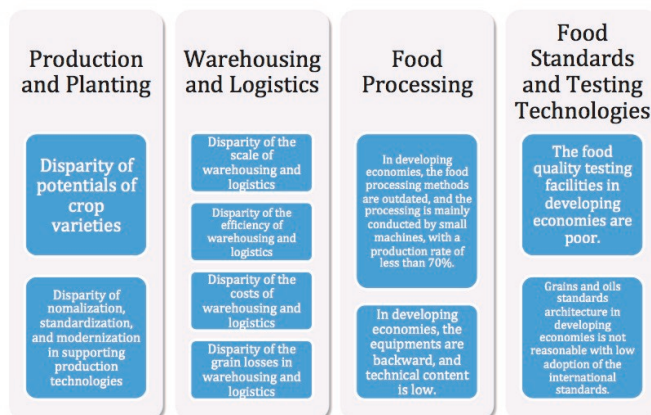 Production
and Planting
Disparity of
potentials of
crop
varieties
Disparity of
nomalization,
standardization,
and modernization
in supporting
production
technologies
Warehousing
and Logistics
Disparity of the
scale of
warehousing and
logistics
Disparity of the
efficiency of
warehousing and
logistics
Disparity of the
costs of
warehousing and
logistics
Disparity of the
grain losses in
warehousing and
logistics
Food
Processing
In developing
economies, the food
processing methods
are outdated, and the
processing is mainly
conducted by small
machines, with a
production rate of
less than 70%.
In developing
economies, the
equipments are
backward, and
technical content
is low.
Food
Standards
and Testing
Technologies
The food
quality testing
facilities in
developing
economies are
poor.
Grains and oils
standards
architecture in
developing
economies is not
reasonable with low
adoption of the
international
standards.